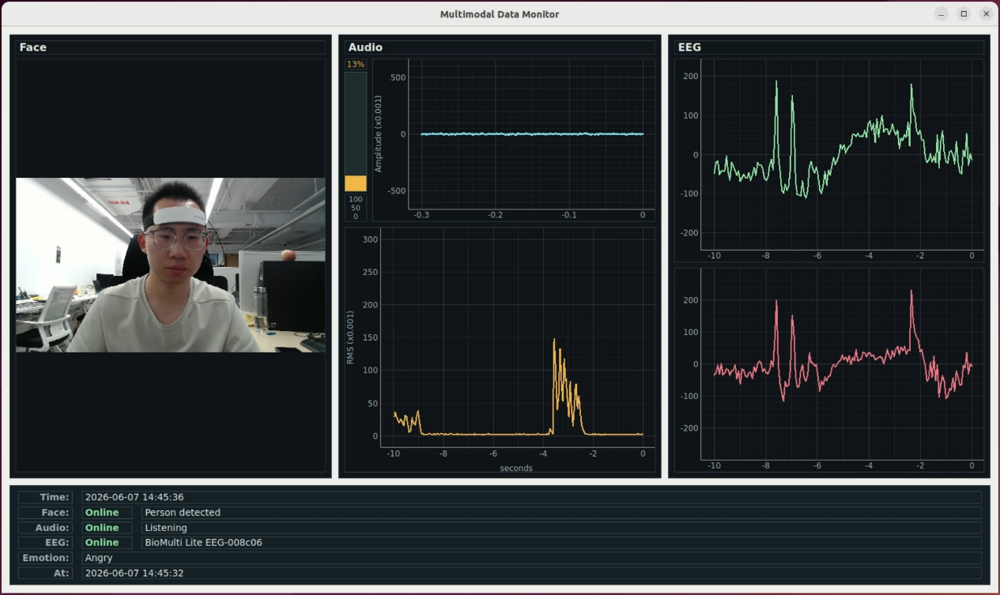 Multimodal Data Monitor
Face
Audio
13%
100
50
0
Amplitude (x0.001)
500
0
-500
-0.3 -0.2 -0.1 0
RMS (x0.001)
300
250
200
150
100
50
0
-10 -8 -6 -4 -2 0
seconds
EEG
200
100
0
-100
-200
-10 -8 -6 -4 -2 0
200
100
0
-100
-200
-10 -8 -6 -4 -2 0
Time: 2026-06-07 14:45:36
Face: Online Person detected
Audio: Online Listening
EEG: Online BioMulti Lite EEG-008c06
Emotion: Angry
At: 2026-06-07 14:45:32